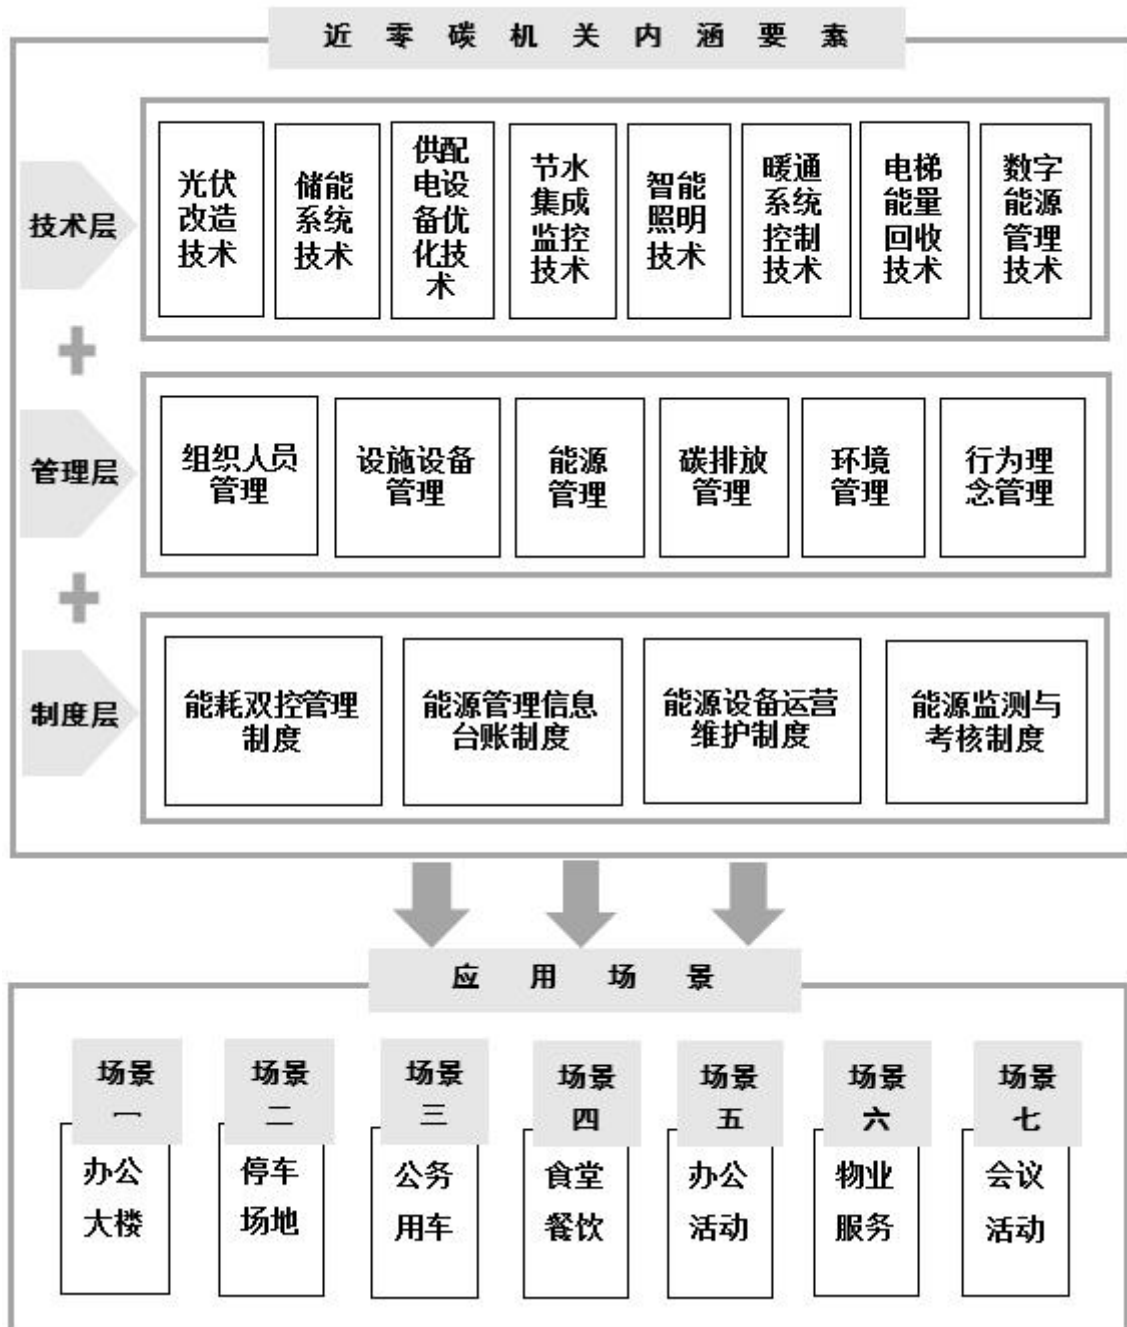 近零碳机关内涵要素
技术层
光伏
改造
技术
储能
系统
技术
供配
电设
备优
化技
术
节水
集成
监控
技术
智能
照明
技术
暖通
系统
控制
技术
电梯
能量
回收
技术
数字
能源
管理
技术
管理层
组织人员
管理
设施设备
管理
能源
管理
碳排放
管理
环境
管理
行为理
念管理
制度层
能耗双控管理
制度
能源管理信息
台账制度
能源设备运营
维护制度
能源监测与
考核制度
应用场景
场景
一
办公
大楼
场景
二
停车
场地
场景
三
公务
用车
场景
四
食堂
餐饮
场景
五
办公
活动
场景
六
物业
服务
场景
七
会议
活动